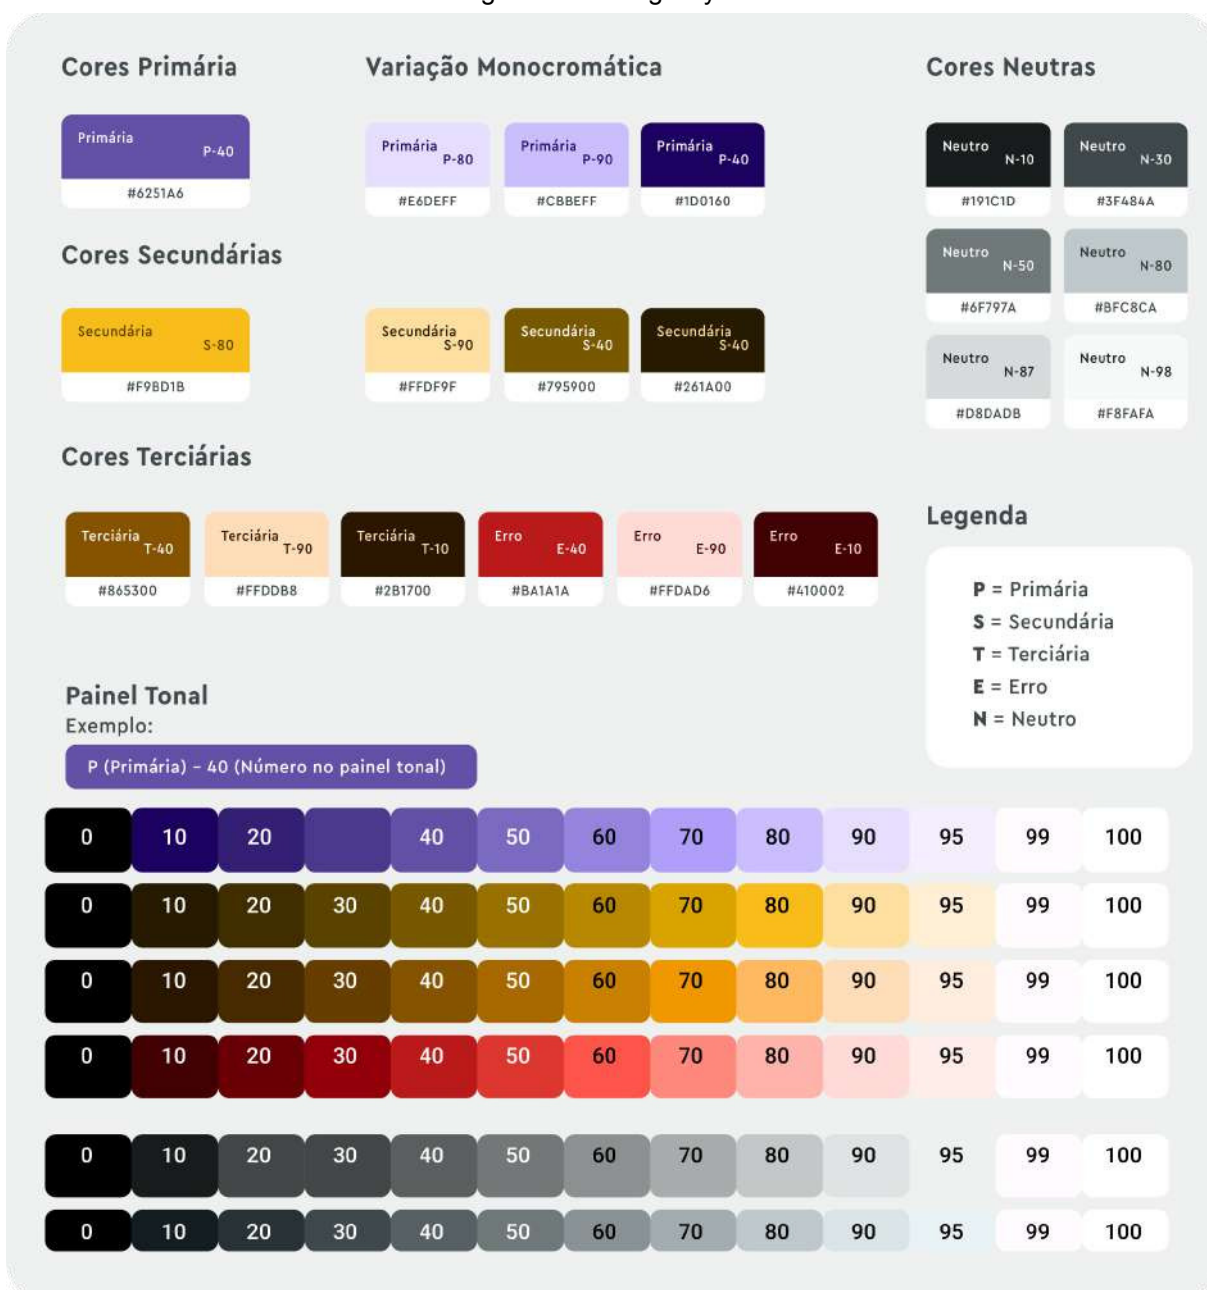 Cores Primária
Primária
P-40
#6251A6
Variação Monocromática
Primária
P-80
#E6DEFF
Primária
P-90
#CBBEFF
Primária
P-40
#1D0160
Cores Neutras
Neutro
N-10
#191C1D
Neutro
N-30
#3F484A
Neutro
N-50
#6F797A
Neutro
N-80
#BFC8CA
Neutro
N-87
#D8DADB
Neutro
N-98
#F8FAFA
Cores Secundárias
Secundária
S-80
#F9BD1B
Secundária
S-90
#FFDF9F
Secundária
S-40
#795900
Secundária
S-40
#261A00
Cores Terciárias
Terciária
T-40
#865300
Terciária
T-90
#FFDDB8
Terciária
T-10
#2B1700
Erro
E-40
#BA1A1A
Erro
E-90
#FFDAD6
Erro
E-10
#410002
Legenda
P = Primária
S = Secundária
T = Terciária
E = Erro
N = Neutro
Painel Tonal
Exemplo:
P (Primária) – 40 (Número no painel tonal)
0 10 20 40 50 60 70 80 90 95 99 100
0 10 20 30 40 50 60 70 80 90 95 99 100
0 10 20 30 40 50 60 70 80 90 95 99 100
0 10 20 30 40 50 60 70 80 90 95 99 100
0 10 20 30 40 50 60 70 80 90 95 99 100
0 10 20 30 40 50 60 70 80 90 95 99 100